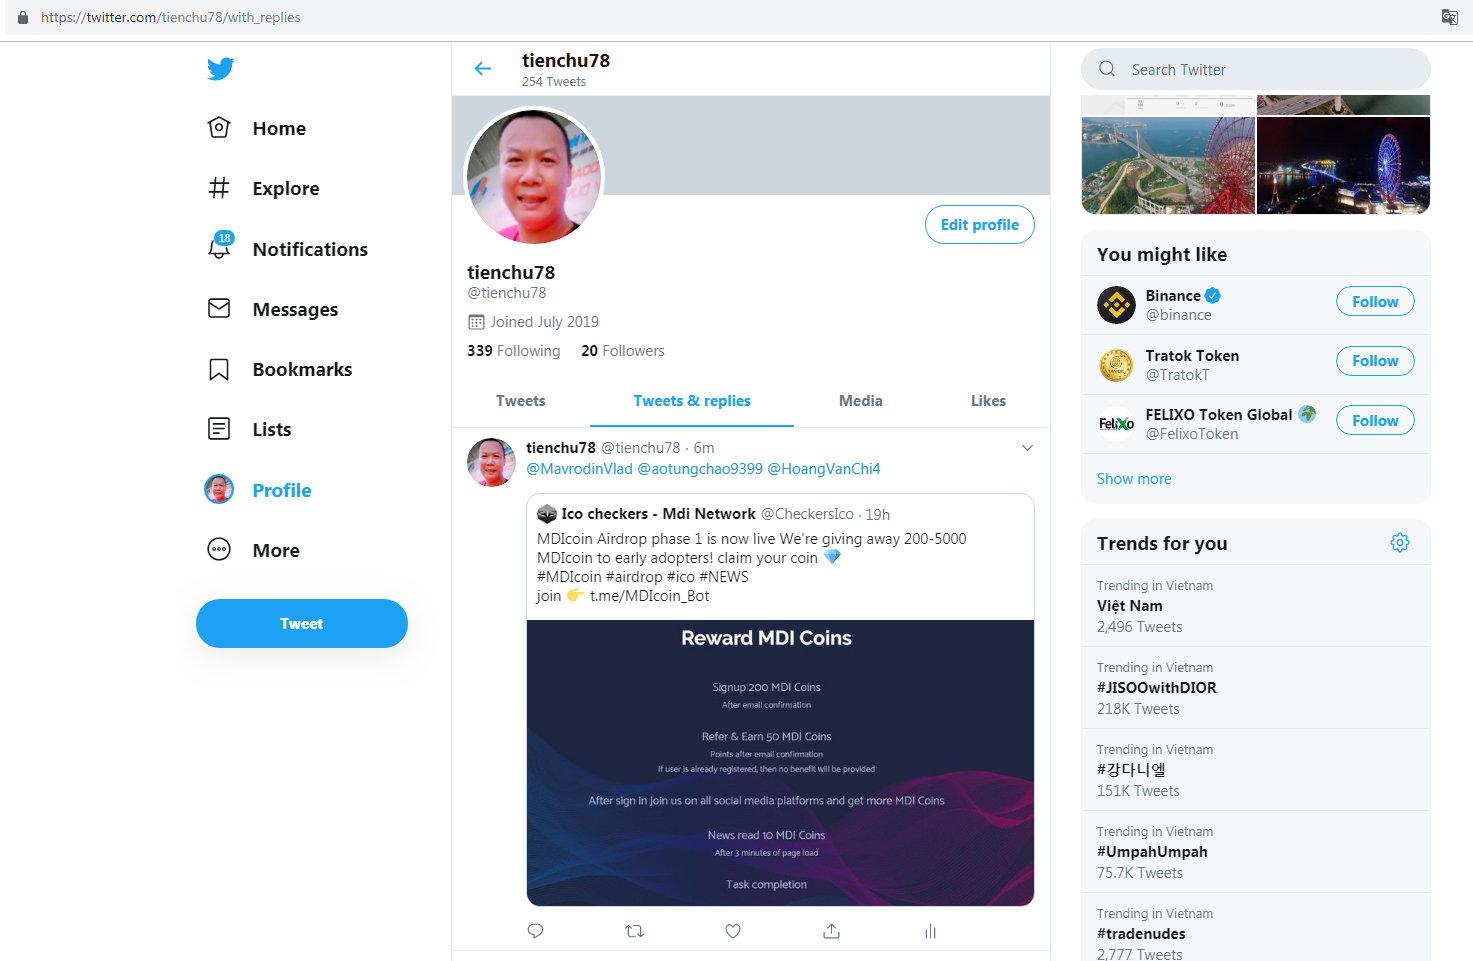 https://twitter.com/tienchu78/with_replies
Home
Explore
18
Notifications
Messages
Bookmarks
Lists
Profile
More
Tweet
tienchu78
254 Tweets
Edit profile
tienchu78
@tienchu78
Joined July 2019
339 Following 20 Followers
Tweets Tweets & replies Media Likes
tienchu78 @tienchu78 · 6m
@MavrodinVlad @aotungchao9399 @HoangVanChi4
Ico checkers - Mdi Network @CheckersIco · 19h
MDIcoin Airdrop phase 1 is now live We're giving away 200-5000
MDIcoin to early adopters! claim your coin 💎
#MDIcoin #airdrop #ico #NEWS
join 👉 t.me/MDIcoin_Bot
Reward MDI Coins
Signup 200 MDI Coins
After email confirmation
Refer & Earn 50 MDI Coins
Points after email confirmation
If user is already registered, then no benefit will be provided
After sign in Join us on all social media platforms and get more MDI Coins
News read 10 MDI Coins
After 3 minutes of page load
Task completion
Search Twitter
You might like
Binance
@binance
Follow
Tratok Token
@TratokT
Follow
FelixO
FELIXO Token Global 🌍
@FelixoToken
Follow
Show more
Trends for you
Trending in Vietnam
Việt Nam
2,496 Tweets
Trending in Vietnam
#JISOOwithDIOR
218K Tweets
Trending in Vietnam
#강다니엘
151K Tweets
Trending in Vietnam
#UmpahUmpah
75.7K Tweets
Trending in Vietnam
#tradenudes
2,777 Tweets